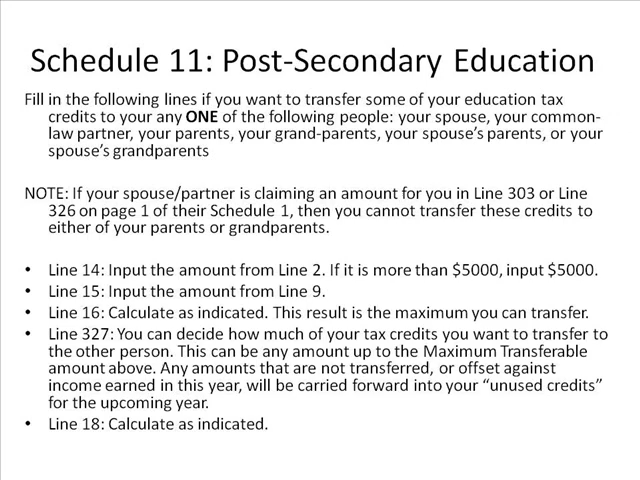 Schedule 11: Post-Secondary Education
Fill in the following lines if you want to transfer some of your education tax
credits to your any ONE of the following people: your spouse, your common-
law partner, your parents, your grand-parents, your spouse’s parents, or your
spouse’s grandparents
NOTE: If your spouse/partner is claiming an amount for you in Line 303 or Line
326 on page 1 of their Schedule 1, then you cannot transfer these credits to
either of your parents or grandparents.
• Line 14: Input the amount from Line 2. If it is more than $5000, input $5000.
• Line 15: Input the amount from Line 9.
• Line 16: Calculate as indicated. This result is the maximum you can transfer.
• Line 327: You can decide how much of your tax credits you want to transfer to
the other person. This can be any amount up to the Maximum Transferable
amount above. Any amounts that are not transferred, or offset against
income earned in this year, will be carried forward into your “unused credits”
for the upcoming year.
• Line 18: Calculate as indicated.